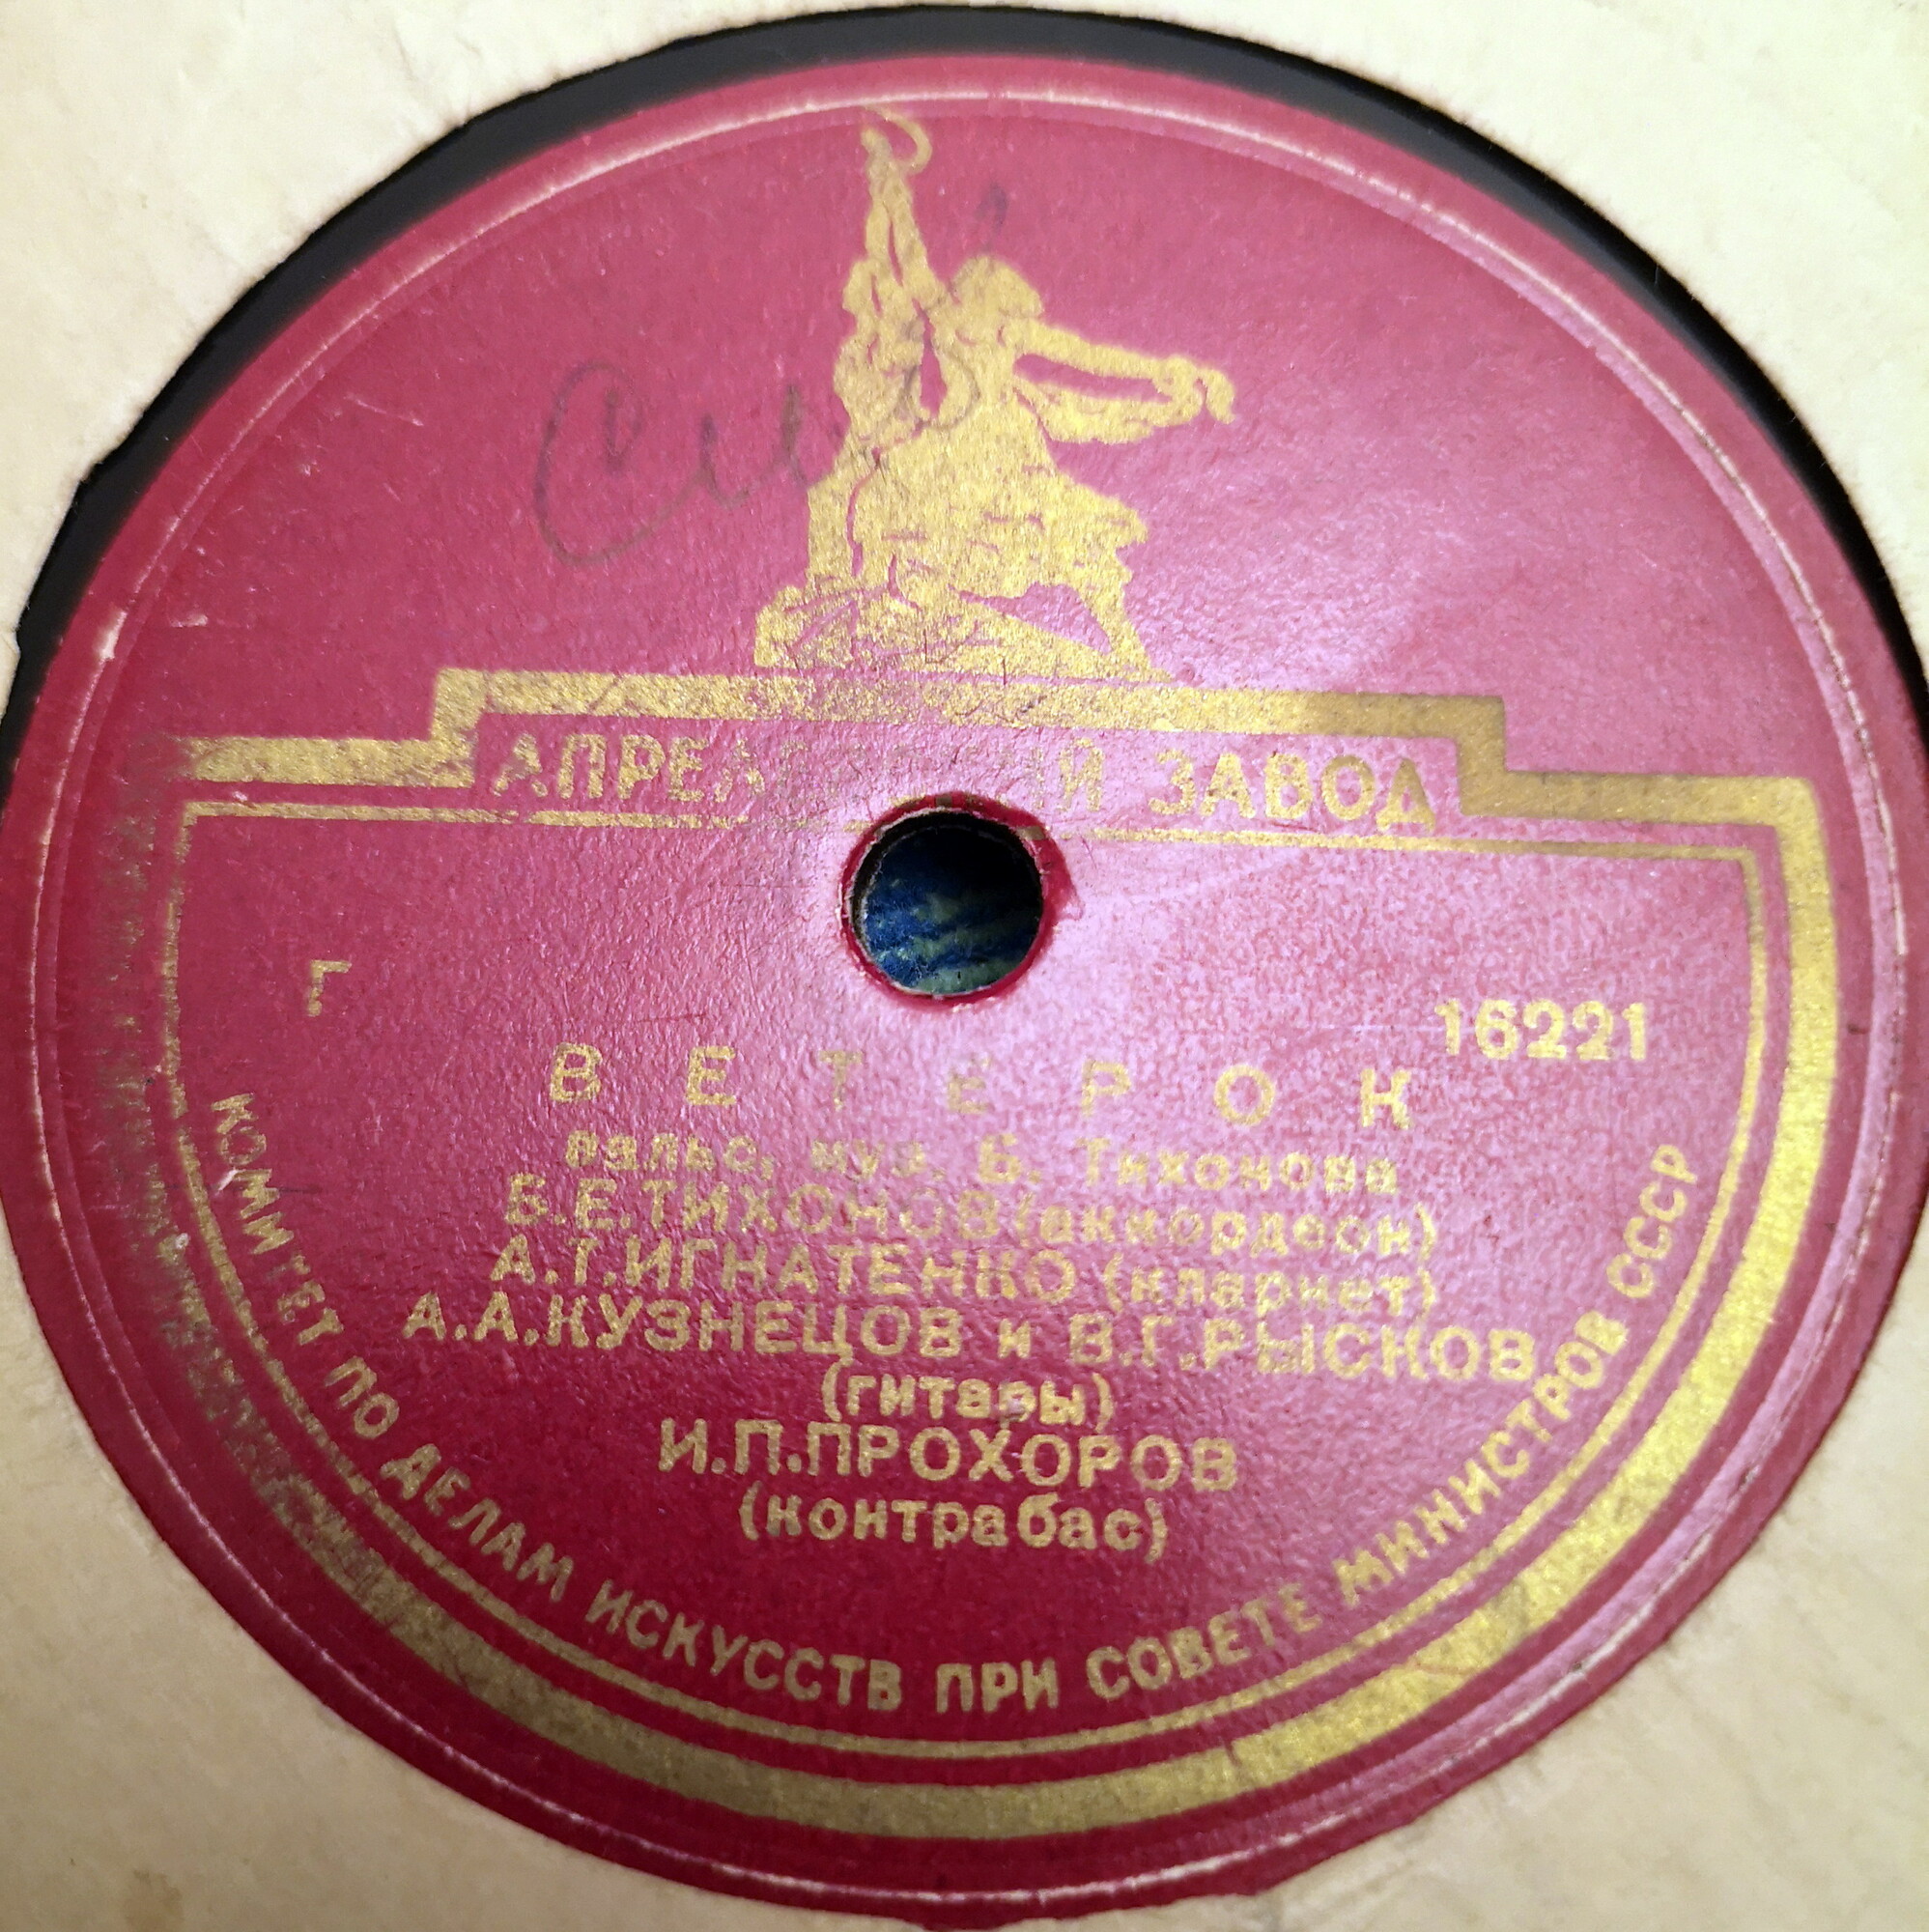 АПРЕЛЕВСКИЙ ЗАВОД
Г
16221
ВЕТЕРОК
вальс, муз. Б. Тихонова
Б.Е.ТИХОНОВ (аккордеон)
А.Т.ИГНАТЕНКО (кларнет)
А.А.КУЗНЕЦОВ и В.Г.РЫСКОВ
(гитары)
И.П.ПРОХОРОВ
(контрабас)
КОМИТЕТ ПО ДЕЛАМ ИСКУССТВ ПРИ СОВЕТЕ МИНИСТРОВ СССР